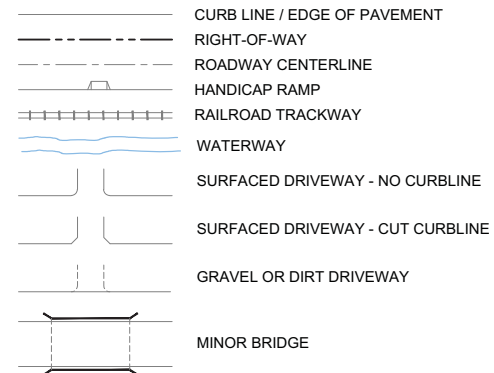 CURB LINE / EDGE OF PAVEMENT
RIGHT-OF-WAY
ROADWAY CENTERLINE
HANDICAP RAMP
RAILROAD TRACKWAY
WATERWAY
SURFACED DRIVEWAY - NO CURBLINE
SURFACED DRIVEWAY - CUT CURBLINE
GRAVEL OR DIRT DRIVEWAY
MINOR BRIDGE